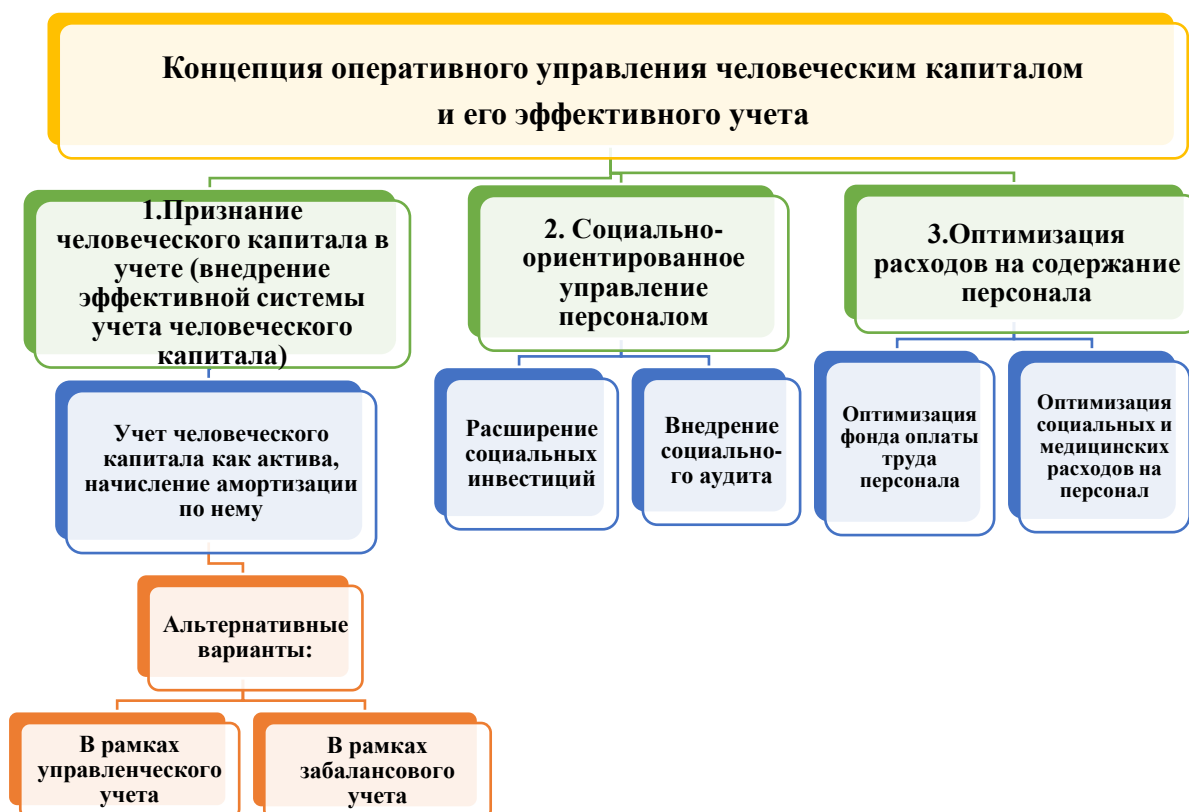 Концепция оперативного управления человеческим капиталом
и его эффективного учета
1.Признание
человеческого капитала в
учете (внедрение
эффективной системы
учета человеческого
капитала)
2. Социально-
ориентированное
управление
персоналом
3.Оптимизация
расходов на содержание
персонала
Учет человеческого
капитала как актива,
начисление амортизации
по нему
Расширение
социальных
инвестиций
Внедрение
социально-
го аудита
Оптимизация
фонда оплаты
труда
персонала
Оптимизация
социальных и
медицинских
расходов на
персонал
Альтернативные
варианты:
В рамках
управленческого
учета
В рамках
забалансового
учета